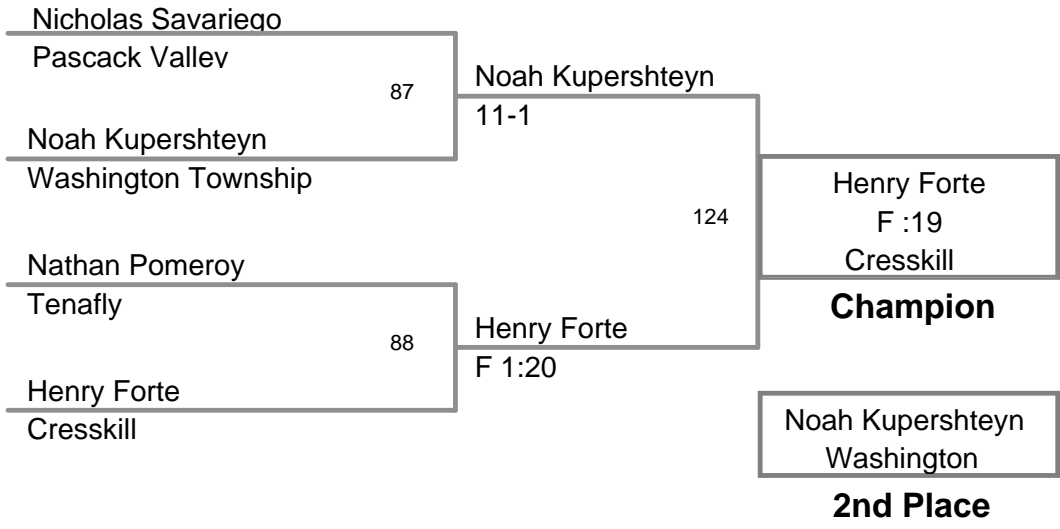 Nicholas Savariego
Pascack Valley
87
Noah Kupershteyn
11-1
Noah Kupershteyn
Washington Township
124
Henry Forte
F :19
Cresskill
Champion
Nathan Pomeroy
Tenafly
88
Henry Forte
F 1:20
Henry Forte
Cresskill
Noah Kupershteyn
Washington
2nd Place